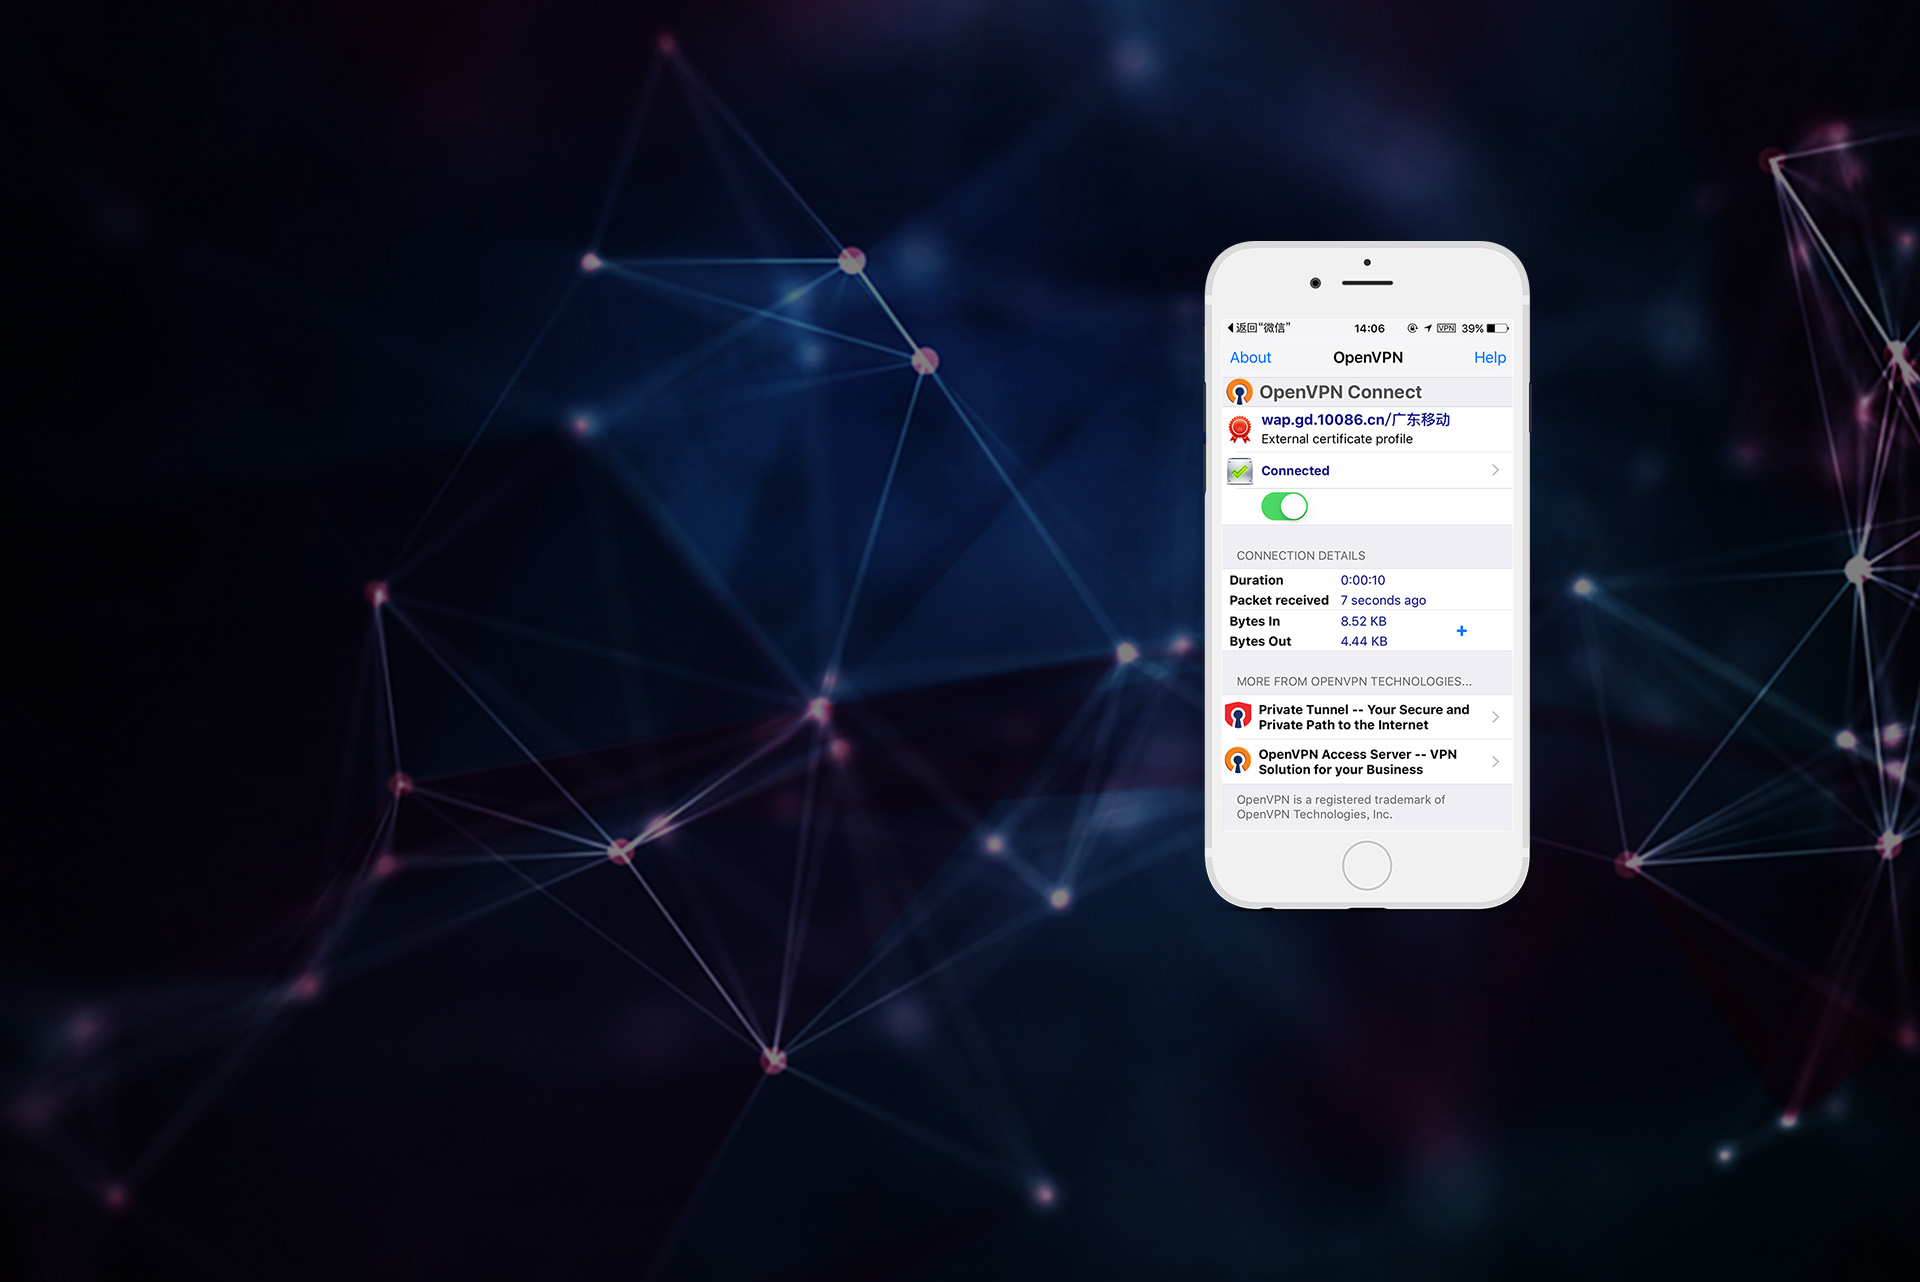 返回“微信” 14:06 VPN 39%
About OpenVPN Help
OpenVPN Connect
wap.gd.10086.cn/广东移动
External certificate profile
Connected
CONNECTION DETAILS
Duration 0:00:10
Packet received 7 seconds ago
Bytes In 8.52 KB
+
Bytes Out 4.44 KB
MORE FROM OPENVPN TECHNOLOGIES...
Private Tunnel -- Your Secure and
Private Path to the Internet
OpenVPN Access Server -- VPN
Solution for your Business
OpenVPN is a registered trademark of
OpenVPN Technologies, Inc.